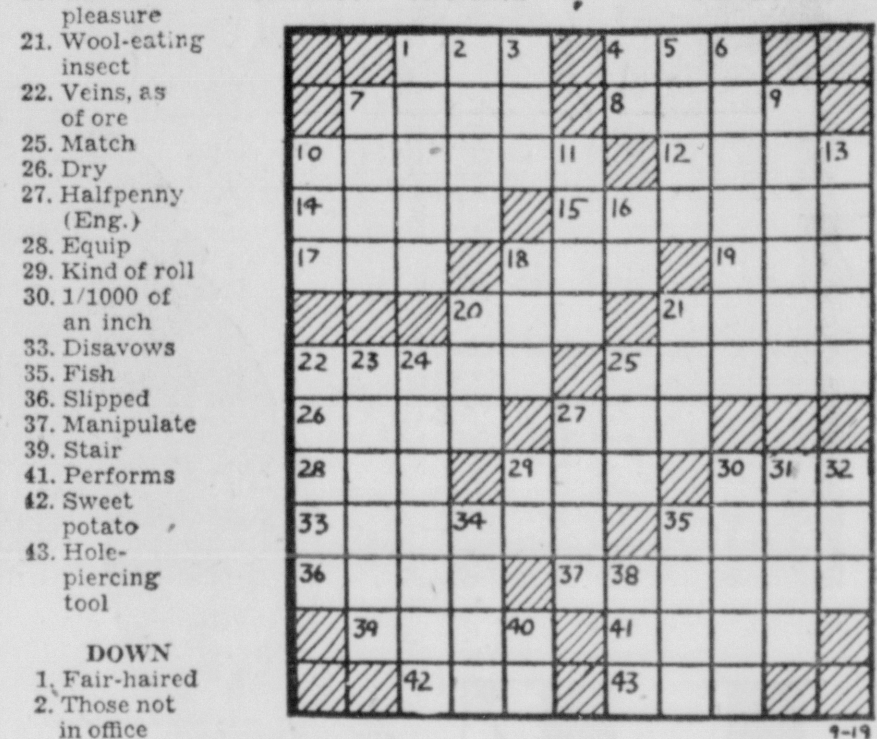 pleasure
21. Wool-eating
insect
22. Veins, as
of ore
25. Match
26. Dry
27. Halfpenny
(Eng.)
28. Equip
29. Kind of roll
30. 1/1000 of
an inch
33. Disavows
35. Fish
36. Slipped
37. Manipulate
39. Stair
41. Performs
42. Sweet
potato
43. Hole-
piercing
tool
DOWN
1. Fair-haired
2. Those not
in office
1 2 3 4 5 6
7 8 9
10 11 12 13
14 15 16
17 18 19
20 21
22 23 24 25
26 27
28 29 30 31 32
33 34 35
36 37 38
39 40 41
42 43
9-19